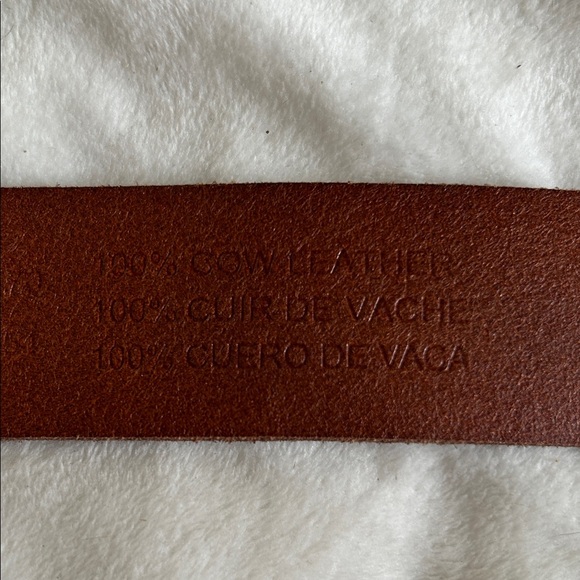 100% COW LEATHER
100% CUIR DE VACHE
100% CUERO DE VACA